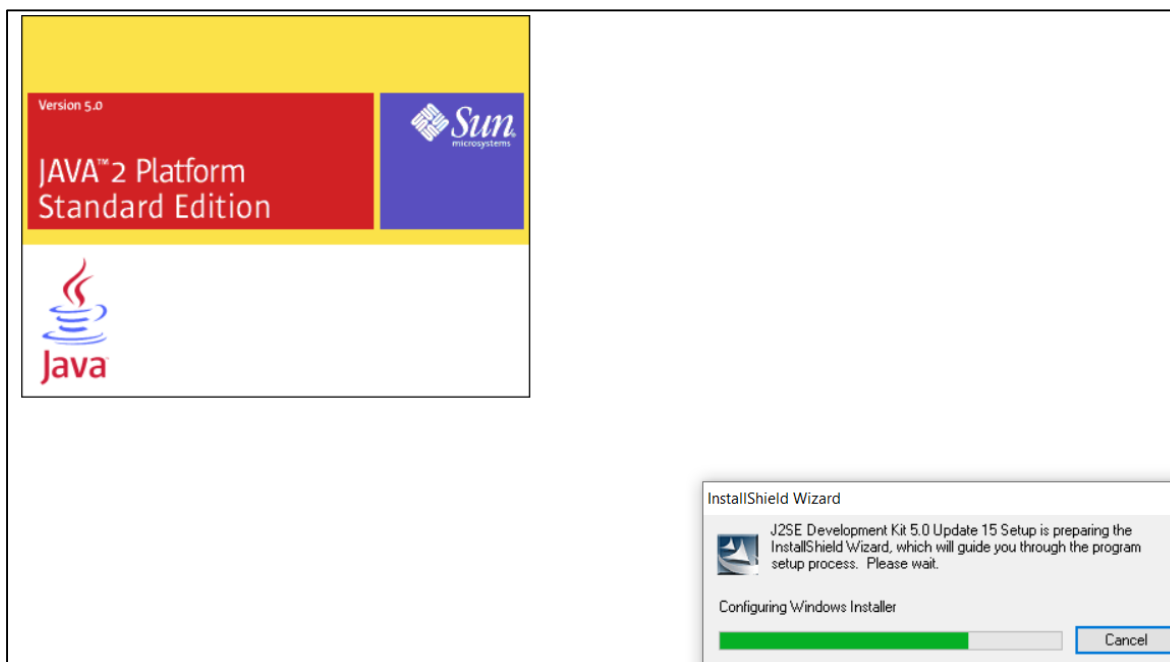 Version 5.0
Sun
microsystems
JAVA™2 Platform
Standard Edition
Java
InstallShield Wizard
J2SE Development Kit 5.0 Update 15 Setup is preparing the
InstallShield Wizard, which will guide you through the program
setup process. Please wait.
Configuring Windows Installer
Cancel